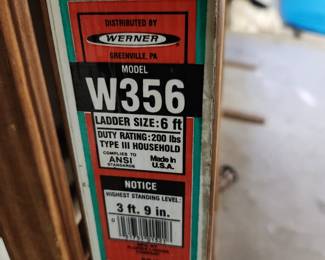 DISTRIBUTED BY
WERNER
GREENVILLE, PA
MODEL
W356
LADDER SIZE: 6 ft
DUTY RATING: 200 lbs
TYPE III HOUSEHOLD
COMPLIES TO
ANSI
STANDARDS
Made in
U.S.A.
NOTICE
HIGHEST STANDING LEVEL:
3 ft. 9 in.